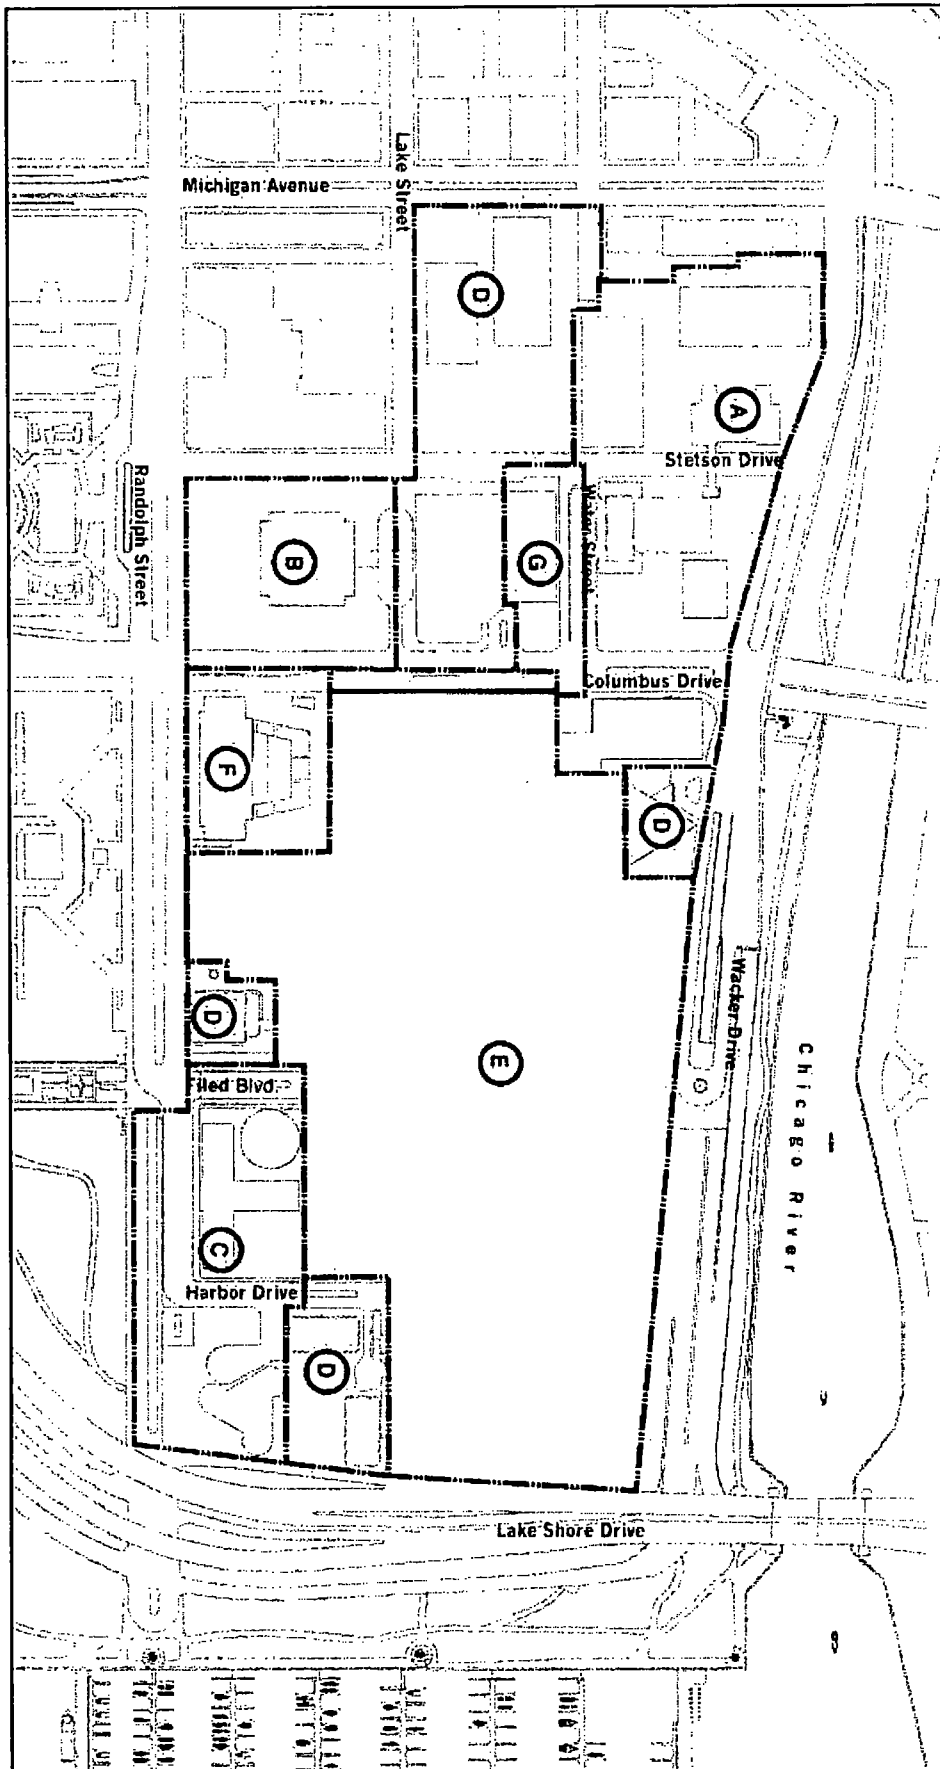 Michigan Avenue
Lake Street
D
A
Stetson Drive
Randolph Street
B
G
Water Street
Columbus Drive
F
D
Wacker Drive
D
E
Chicago River
Filed Blvd
C
Harbor Drive
D
Lake Shore Drive